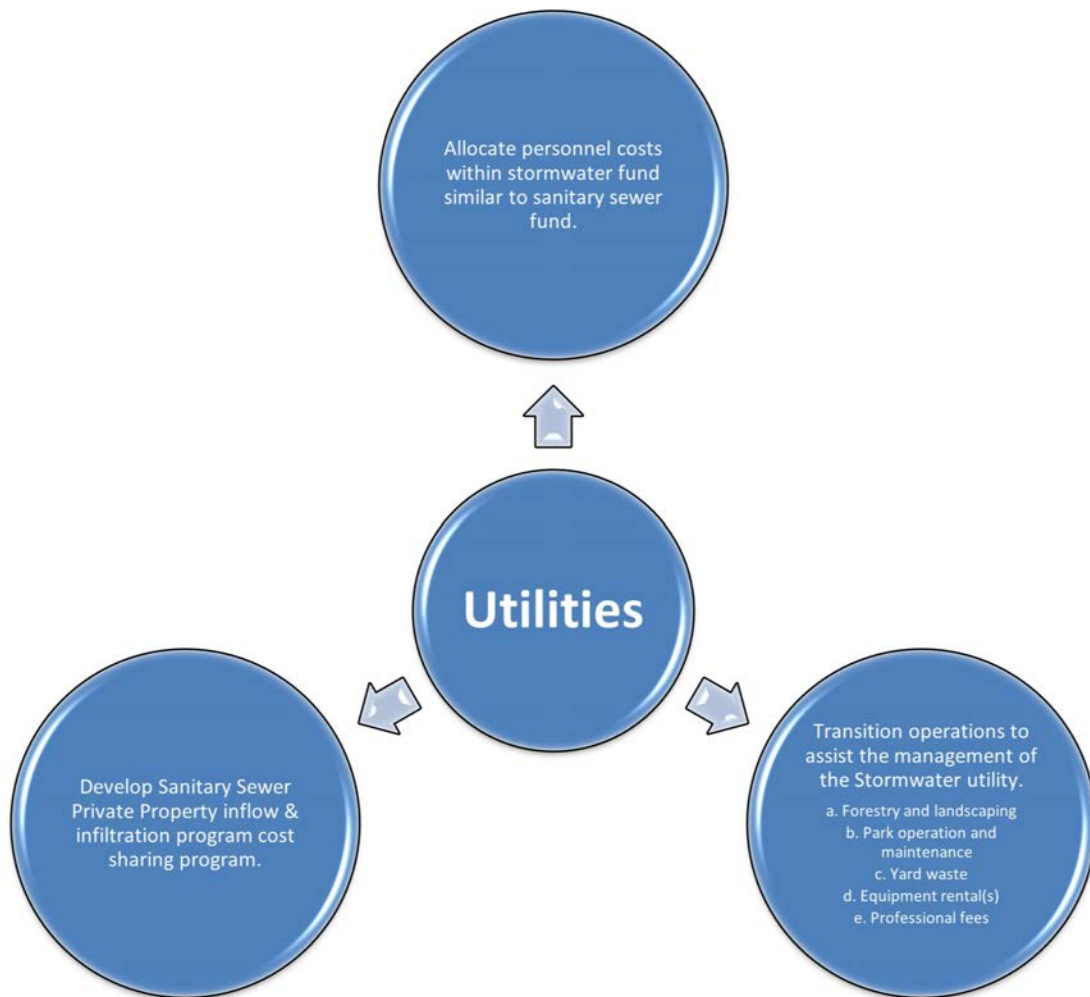 Allocate personnel costs
within stormwater fund
similar to sanitary sewer
fund.
Utilities
Develop Sanitary Sewer
Private Property inflow &
infiltration program cost
sharing program.
Transition operations to
assist the management of
the Stormwater utility.
a. Forestry and landscaping
b. Park operation and
maintenance
c. Yard waste
d. Equipment rental(s)
e. Professional fees